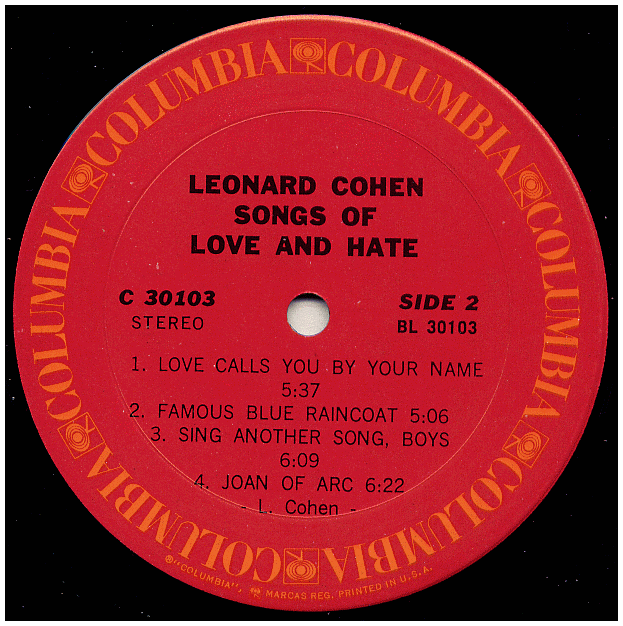 COLUMBIA COLUMBIA COLUMBIA COLUMBIA COLUMBIA COLUMBIA COLUMBIA
LEONARD COHEN
SONGS OF
LOVE AND HATE
C 30103
STEREO
SIDE 2
BL 30103
1. LOVE CALLS YOU BY YOUR NAME
5:37
2. FAMOUS BLUE RAINCOAT 5:06
3. SING ANOTHER SONG, BOYS
6:09
4. JOAN OF ARC 6:22
- L. Cohen -
®"COLUMBIA", MARCAS REG. PRINTED IN U.S.A.